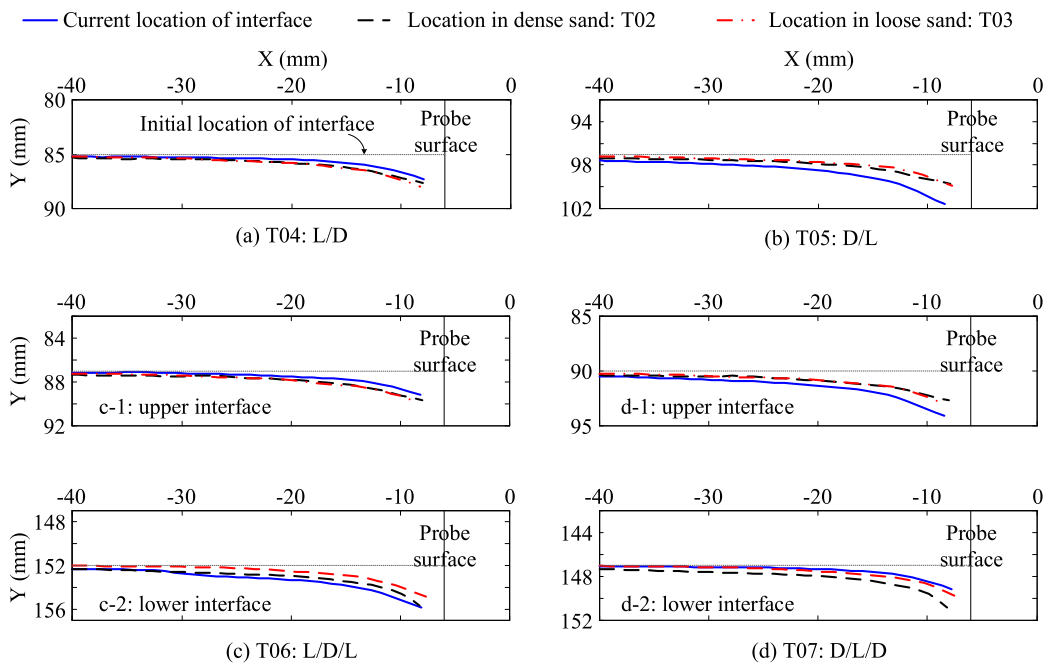 Current location of interface
Location in dense sand: T02
Location in loose sand: T03
X (mm)
-40 -30 -20 -10 0
80
85
90
Y (mm)
Initial location of interface
Probe
surface
(a) T04: L/D
X (mm)
-40 -30 -20 -10 0
94
98
102
Probe
surface
(b) T05: D/L
-40 -30 -20 -10 0
84
88
92
Y (mm)
Probe
surface
c-1: upper interface
-40 -30 -20 -10 0
85
90
95
Probe
surface
d-1: upper interface
-40 -30 -20 -10 0
148
152
156
Y (mm)
Probe
surface
c-2: lower interface
(c) T06: L/D/L
-40 -30 -20 -10 0
144
148
152
Probe
surface
d-2: lower interface
(d) T07: D/L/D